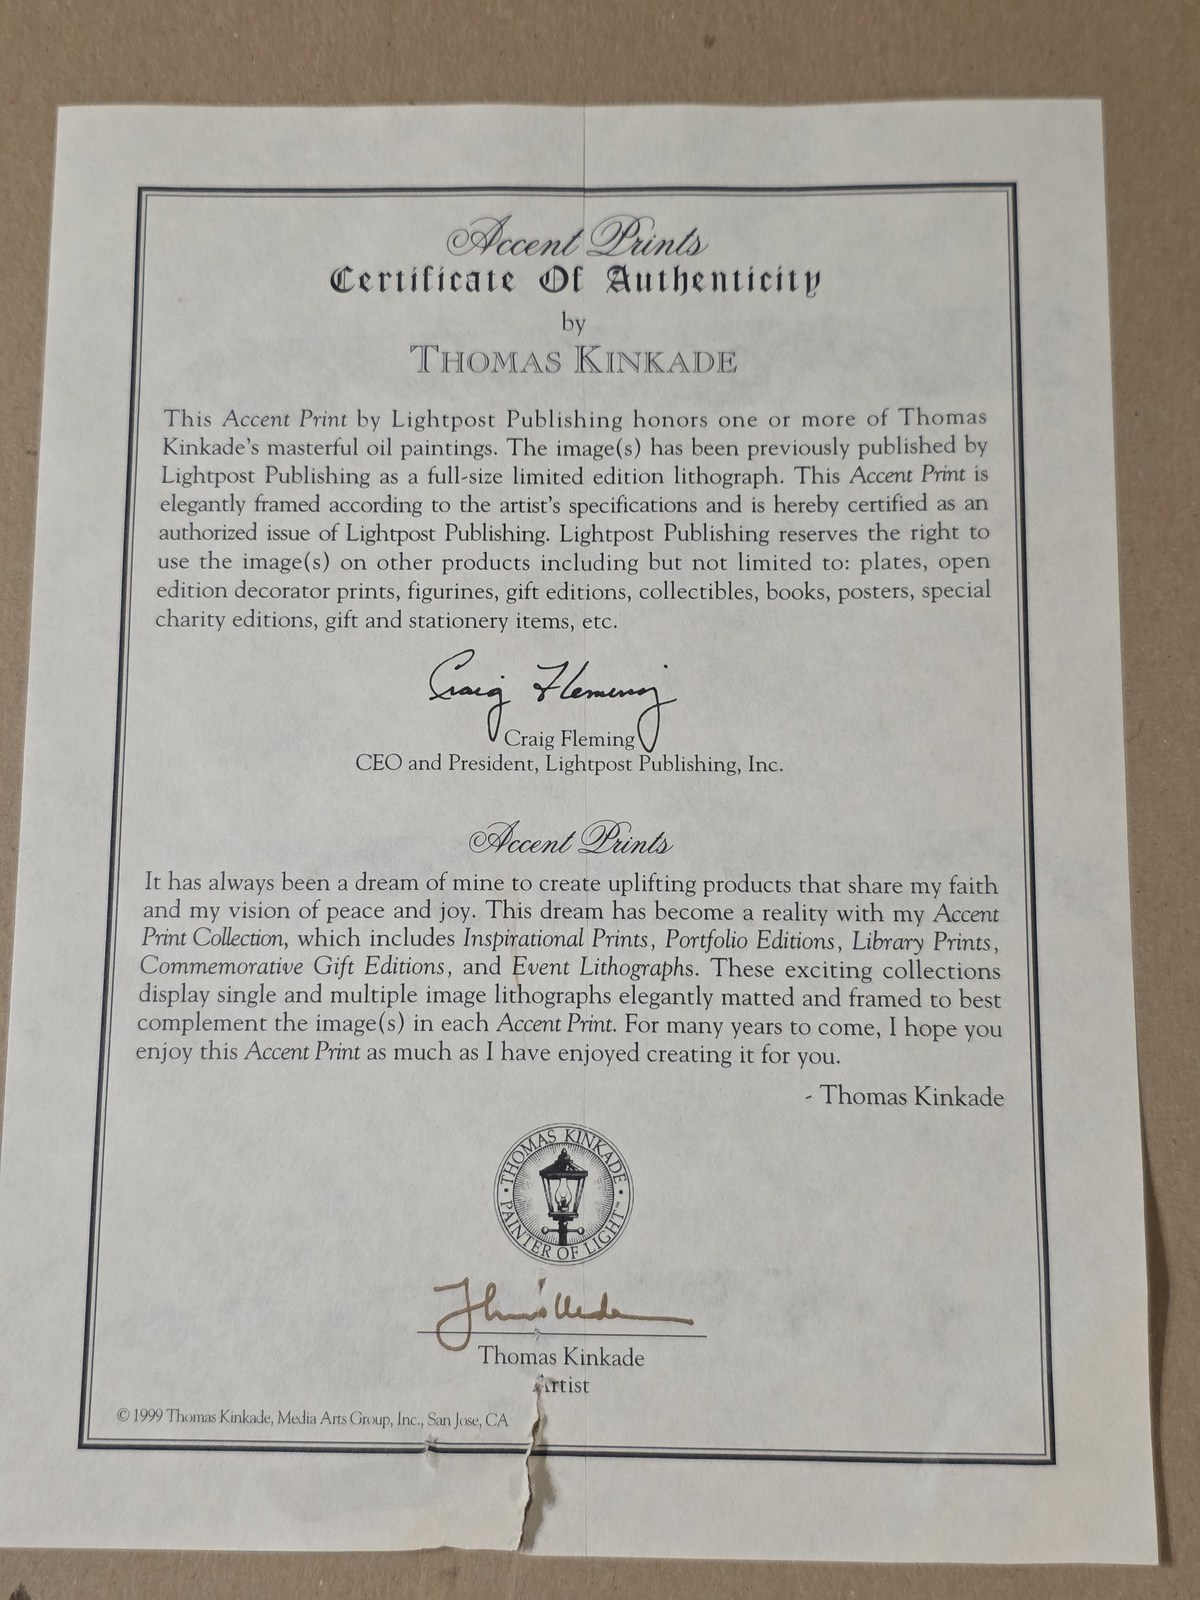 Accent Prints
Certificate Of Authenticity
by
THOMAS KINKADE
This Accent Print by Lightpost Publishing honors one or more of Thomas
Kinkade's masterful oil paintings. The image(s) has been previously published by
Lightpost Publishing as a full-size limited edition lithograph. This Accent Print is
elegantly framed according to the artist's specifications and is hereby certified as an
authorized issue of Lightpost Publishing. Lightpost Publishing reserves the right to
use the image(s) on other products including but not limited to: plates, open
edition decorator prints, figurines, gift editions, collectibles, books, posters, special
charity editions, gift and stationery items, etc.
Craig Fleming
Craig Fleming
CEO and President, Lightpost Publishing, Inc.
Accent Prints
It has always been a dream of mine to create uplifting products that share my faith
and my vision of peace and joy. This dream has become a reality with my Accent
Print Collection, which includes Inspirational Prints, Portfolio Editions, Library Prints,
Commemorative Gift Editions, and Event Lithographs. These exciting collections
display single and multiple image lithographs elegantly matted and framed to best
complement the image(s) in each Accent Print. For many years to come, I hope you
enjoy this Accent Print as much as I have enjoyed creating it for you.
- Thomas Kinkade
THOMAS KINKADE
PAINTER OF LIGHT™
Thomas Kinkade
Artist
© 1999 Thomas Kinkade, Media Arts Group, Inc., San Jose, CA